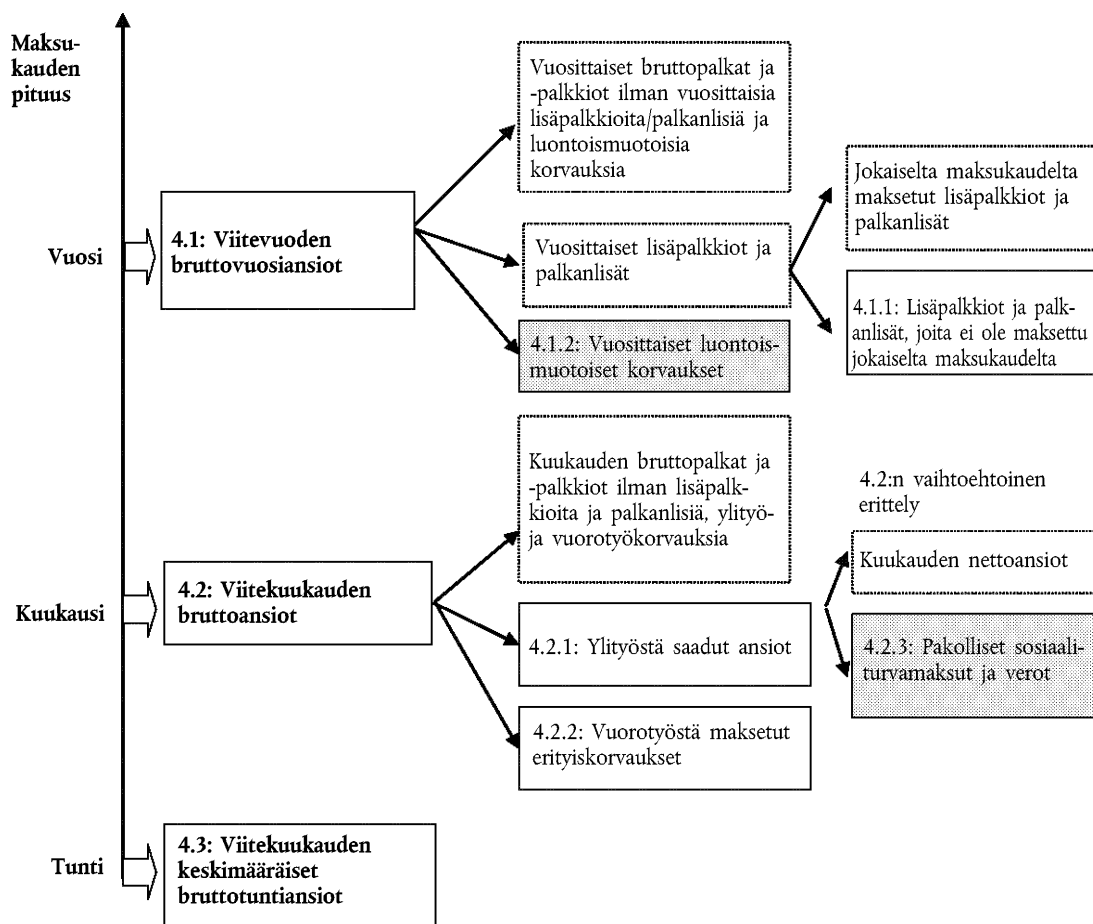 Maksu-
kauden
pituus
Vuosi
4.1: Viitevuoden
bruttovuosiansiot
Vuosittaiset bruttopalkat ja
-palkkiot ilman vuosittaisia
lisäpalkkioita/palkanlisiä ja
luontoismuotoisia
korvauksia
Vuosittaiset lisäpalkkiot ja
palkanlisät
4.1.2: Vuosittaiset luontois-
muotoiset korvaukset
Jokaiselta maksukaudelta
maksetut lisäpalkkiot ja
palkanlisät
4.1.1: Lisäpalkkiot ja palk-
anlisät, joita ei ole maksettu
jokaiselta maksukaudelta
Kuukausi
4.2: Viitekuukauden
bruttoansiot
Kuukauden bruttopalkat ja
-palkkiot ilman lisäpalk-
kioita ja palkanlisiä, ylityö-
ja vuorotyökorvauksia
4.2.1: Ylityöstä saadut ansiot
4.2.2: Vuorotyöstä maksetut
erityiskorvaukset
4.2:n vaihtoehtoinen
erittely
Kuukauden nettoansiot
4.2.3: Pakolliset sosiaali-
turvamaksut ja verot
Tunti
4.3: Viitekuukauden
keskimääräiset
bruttotuntiansiot